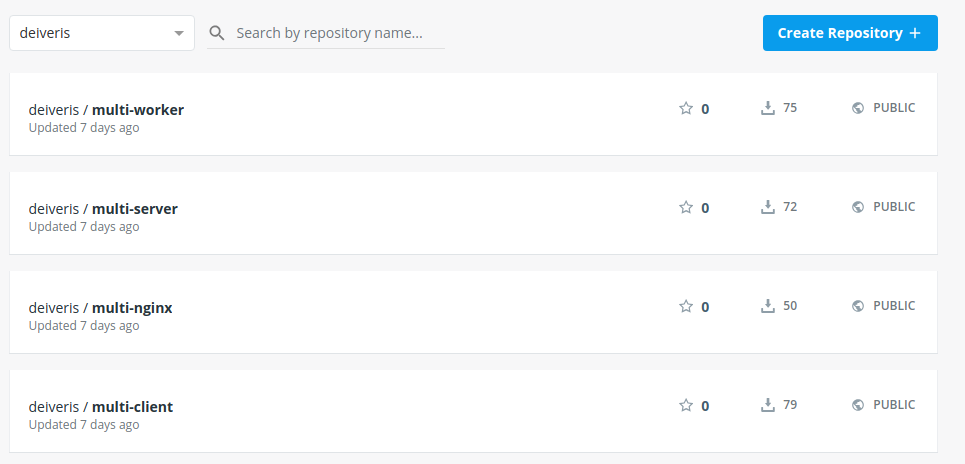 deiveris
Search by repository name...
Create Repository +
deiveris / multi-worker
Updated 7 days ago
0
75
PUBLIC
deiveris / multi-server
Updated 7 days ago
0
72
PUBLIC
deiveris / multi-nginx
Updated 7 days ago
0
50
PUBLIC
deiveris / multi-client
Updated 7 days ago
0
79
PUBLIC